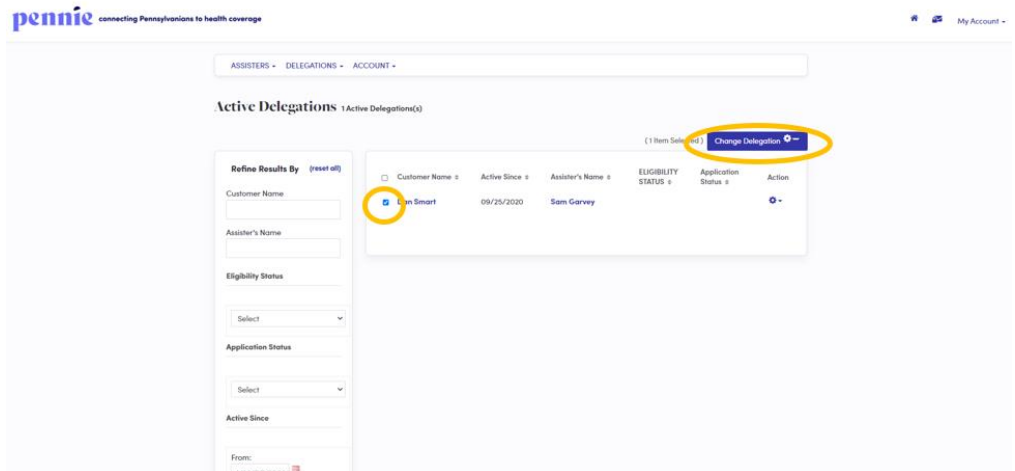 pennie connecting Pennsylvanians to health coverage
My Account
ASSISTERS DELEGATIONS ACCOUNT
Active Delegations 1 Active Delegations(s)
( 1 Item Selected ) Change Delegation
Refine Results By (reset all)
Customer Name
Assister's Name
Eligibility Status
Select
Application Status
Select
Active Since
From:
Customer Name Active Since Assister's Name ELIGIBILITY STATUS Application Status Action
Dan Smart 09/25/2020 Sam Garvey